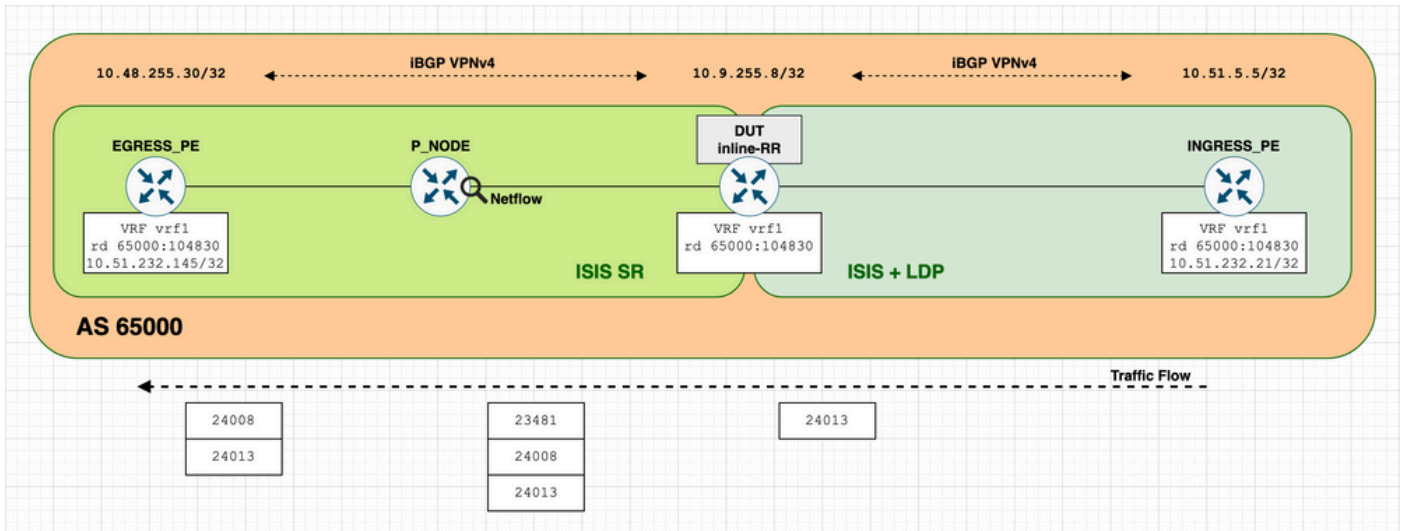 10.48.255.30/32
iBGP VPNv4
10.9.255.8/32
iBGP VPNv4
10.51.5.5/32
EGRESS_PE
P_NODE
DUT
inline-RR
INGRESS_PE
Netflow
VRF vrf1
rd 65000:104830
10.51.232.145/32
VRF vrf1
rd 65000:104830
VRF vrf1
rd 65000:104830
10.51.232.21/32
ISIS SR
ISIS + LDP
AS 65000
Traffic Flow
24008
24013
23481
24008
24013
24013